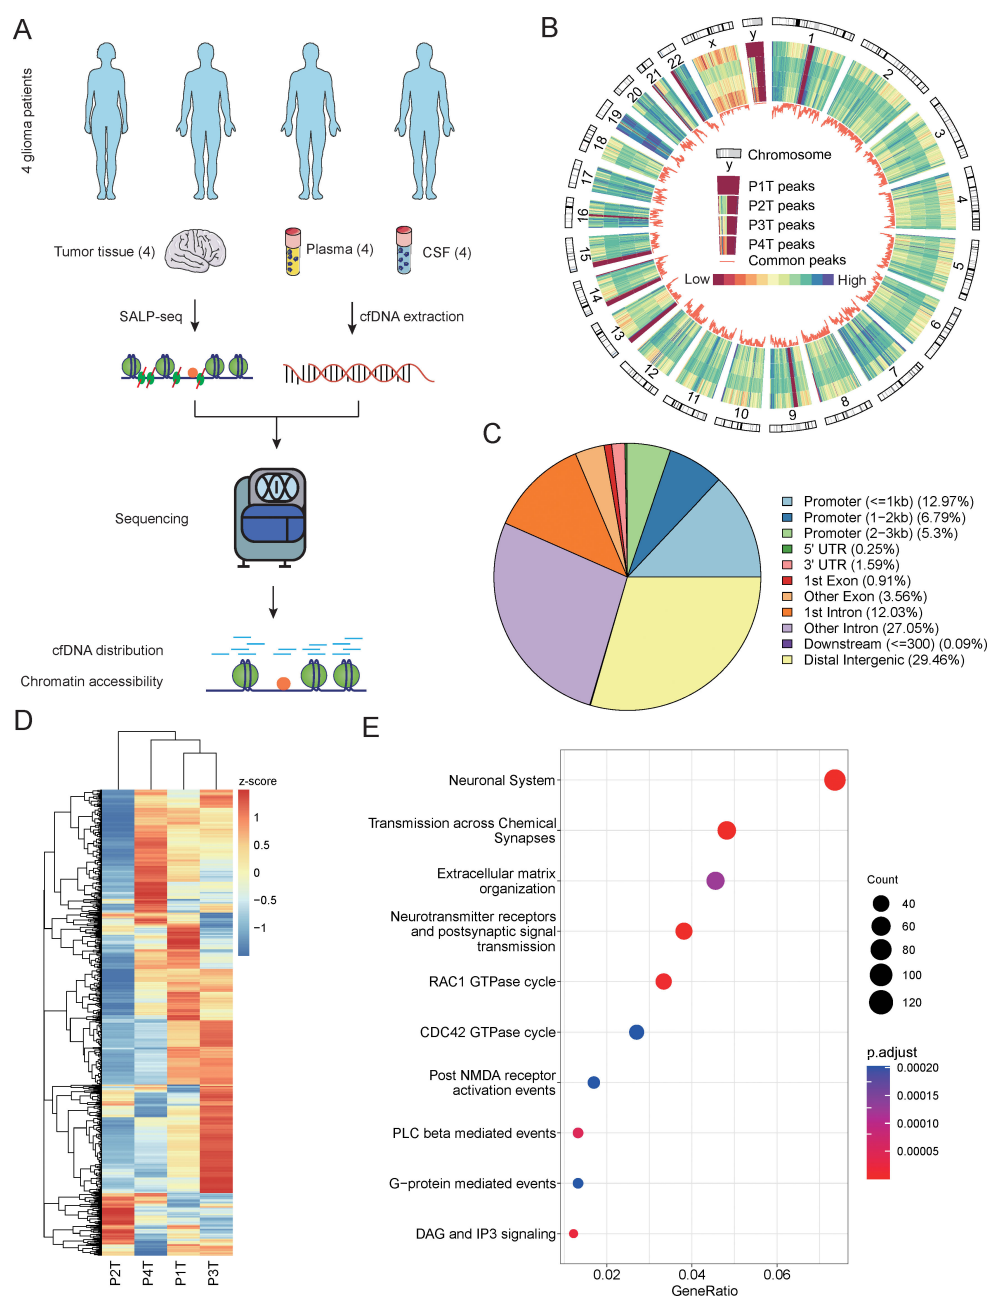 A
4 glioma patients
Tumor tissue (4)
Plasma (4)
CSF (4)
SALP-seq
cfDNA extraction
Sequencing
cfDNA distribution
Chromatin accessibility
B
1
2
3
4
5
6
7
8
9
10
11
12
13
14
15
16
17
18
19
20
21
22
x
y
Chromosome
y
P1T peaks
P2T peaks
P3T peaks
P4T peaks
Common peaks
Low
High
C
Promoter (<=1kb) (12.97%)
Promoter (1−2kb) (6.79%)
Promoter (2−3kb) (5.3%)
5' UTR (0.25%)
3' UTR (1.59%)
1st Exon (0.91%)
Other Exon (3.56%)
1st Intron (12.03%)
Other Intron (27.05%)
Downstream (<=300) (0.09%)
Distal Intergenic (29.46%)
D
z-score
1
0.5
0
−0.5
−1
P2T
P4T
P1T
P3T
E
Neuronal System
Transmission across Chemical
Synapses
Extracellular matrix
organization
Neurotransmitter receptors
and postsynaptic signal
transmission
RAC1 GTPase cycle
CDC42 GTPase cycle
Post NMDA receptor
activation events
PLC beta mediated events
G−protein mediated events
DAG and IP3 signaling
0.02
0.04
0.06
GeneRatio
Count
40
60
80
100
120
p.adjust
0.00020
0.00015
0.00010
0.00005